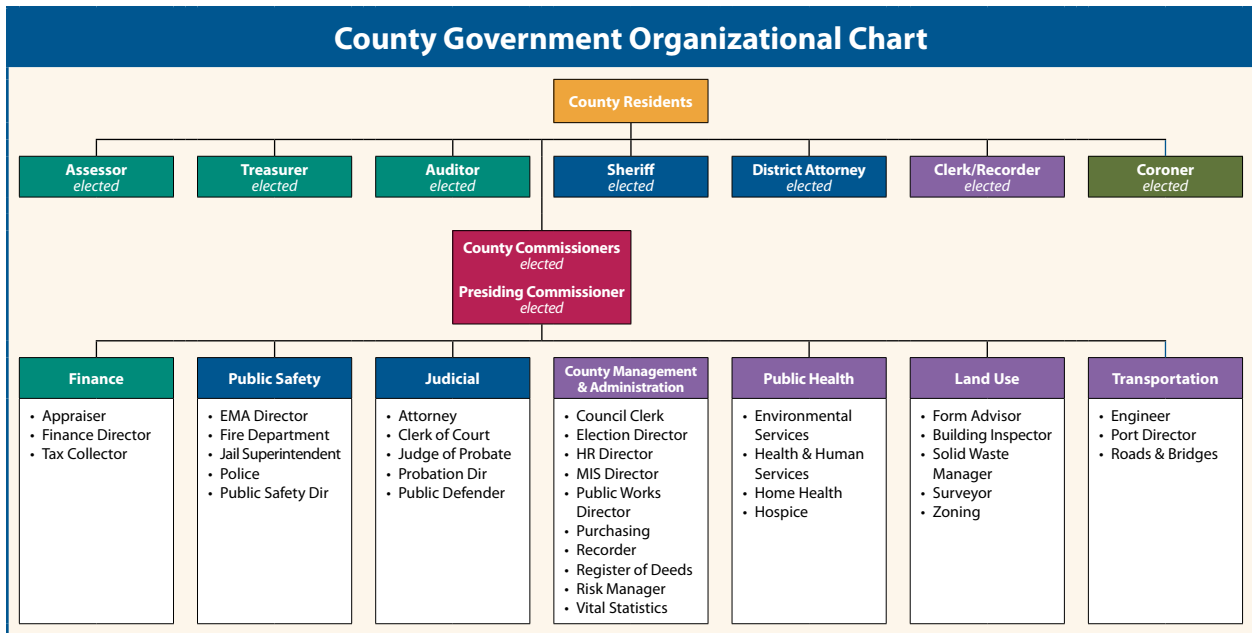 County Government Organizational Chart
County Residents
Assessor
elected
Treasurer
elected
Auditor
elected
Sheriff
elected
District Attorney
elected
Clerk/Recorder
elected
Coroner
elected
County Commissioners
elected
Presiding Commissioner
elected
Finance
• Appraiser
• Finance Director
• Tax Collector
Public Safety
• EMA Director
• Fire Department
• Jail Superintendent
• Police
• Public Safety Dir
Judicial
• Attorney
• Clerk of Court
• Judge of Probate
• Probation Dir
• Public Defender
County Management
& Administration
• Council Clerk
• Election Director
• HR Director
• MIS Director
• Public Works
Director
• Purchasing
• Recorder
• Register of Deeds
• Risk Manager
• Vital Statistics
Public Health
• Environmental
Services
• Health & Human
Services
• Home Health
• Hospice
Land Use
• Form Advisor
• Building Inspector
• Solid Waste
Manager
• Surveyor
• Zoning
Transportation
• Engineer
• Port Director
• Roads & Bridges